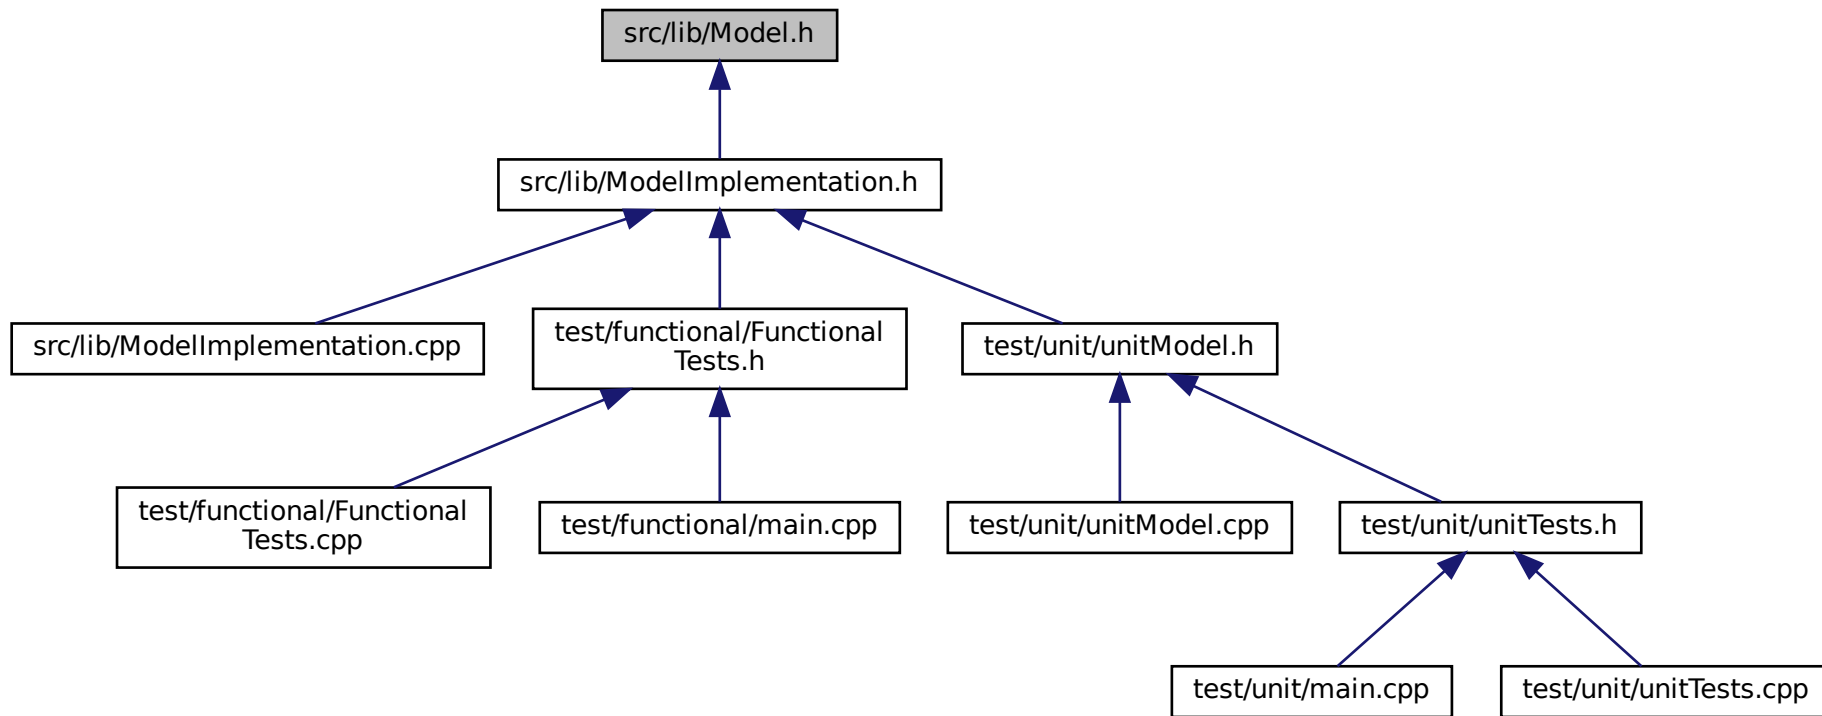 src/lib/Model.h
src/lib/ModelImplementation.h
src/lib/ModelImplementation.cpp
test/functional/Functional
Tests.h
test/unit/unitModel.h
test/functional/Functional
Tests.cpp
test/functional/main.cpp
test/unit/unitModel.cpp
test/unit/unitTests.h
test/unit/main.cpp
test/unit/unitTests.cpp